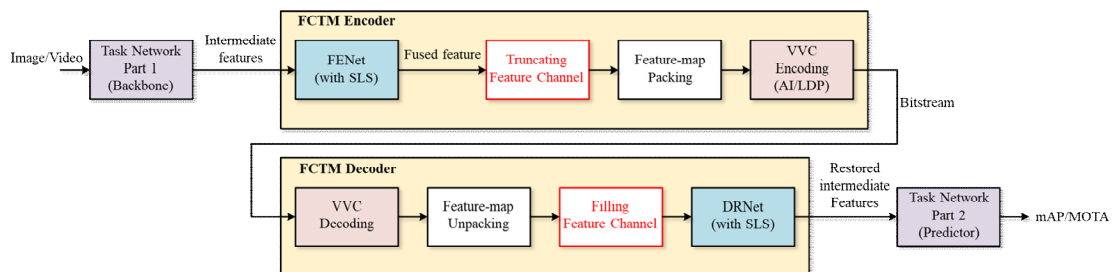 FCTM Encoder
Image/Video
Task Network
Part 1
(Backbone)
Intermediate
features
FENet
(with SLS)
Fused feature
Truncating
Feature Channel
Feature-map
Packing
VVC
Encoding
(AI/LDP)
Bitstream
FCTM Decoder
VVC
Decoding
Feature-map
Unpacking
Filling
Feature Channel
DRNet
(with SLS)
Restored
intermediate
Features
Task Network
Part 2
(Predictor)
mAP/MOTA